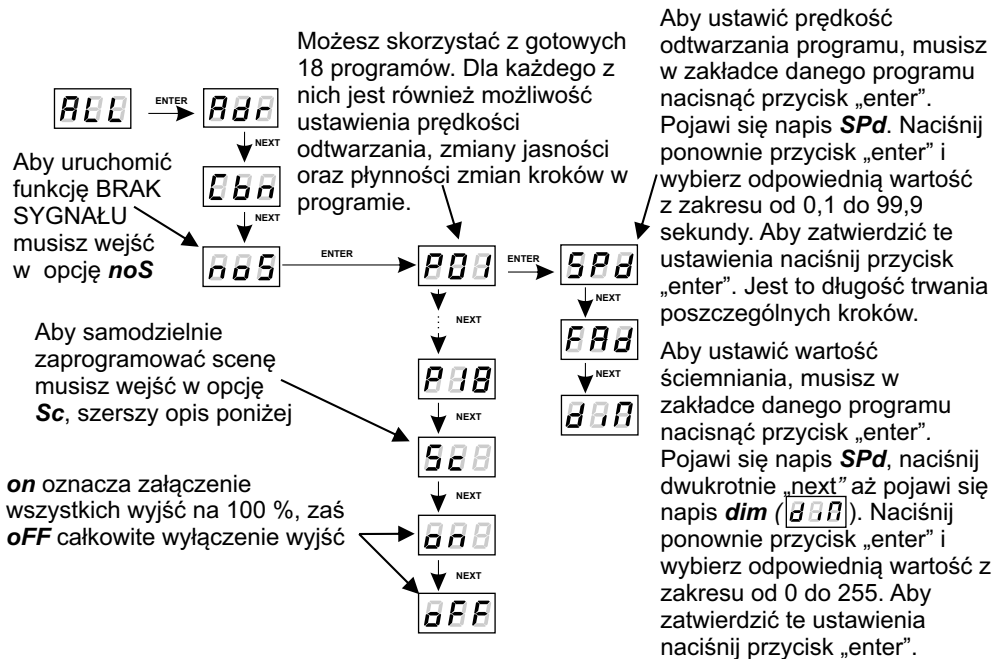 Możesz skorzystać z gotowych
18 programów. Dla każdego z
nich jest również możliwość
ustawienia prędkości
odtwarzania, zmiany jasności
oraz płynności zmian kroków w
programie.
Aby ustawić prędkość
odtwarzania programu, musisz
w zakładce danego programu
nacisnąć przycisk „enter”.
Pojawi się napis SPd. Naciśnij
ponownie przycisk „enter” i
wybierz odpowiednią wartość
z zakresu od 0,1 do 99,9
sekundy. Aby zatwierdzić te
ustawienia naciśnij przycisk
„enter”. Jest to długość trwania
poszczególnych kroków.
ALL
ENTER
Adr
NEXT
Cbn
NEXT
noS
Aby uruchomić
funkcję BRAK
SYGNAŁU
musisz wejść
w opcję noS
ENTER
P01
ENTER
SPd
NEXT
FAd
NEXT
dim
NEXT
P18
NEXT
Sc
NEXT
on
NEXT
oFF
Aby samodzielnie
zaprogramować scenę
musisz wejść w opcję
Sc, szerszy opis poniżej
on oznacza załączenie
wszystkich wyjść na 100 %, zaś
oFF całkowite wyłączenie wyjść
Aby ustawić wartość
ściemniania, musisz w
zakładce danego programu
nacisnąć przycisk „enter”.
Pojawi się napis SPd, naciśnij
dwukrotnie „next” aż pojawi się
napis dim (dim). Naciśnij
ponownie przycisk „enter” i
wybierz odpowiednią wartość z
zakresu od 0 do 255. Aby
zatwierdzić te ustawienia
naciśnij przycisk „enter”.